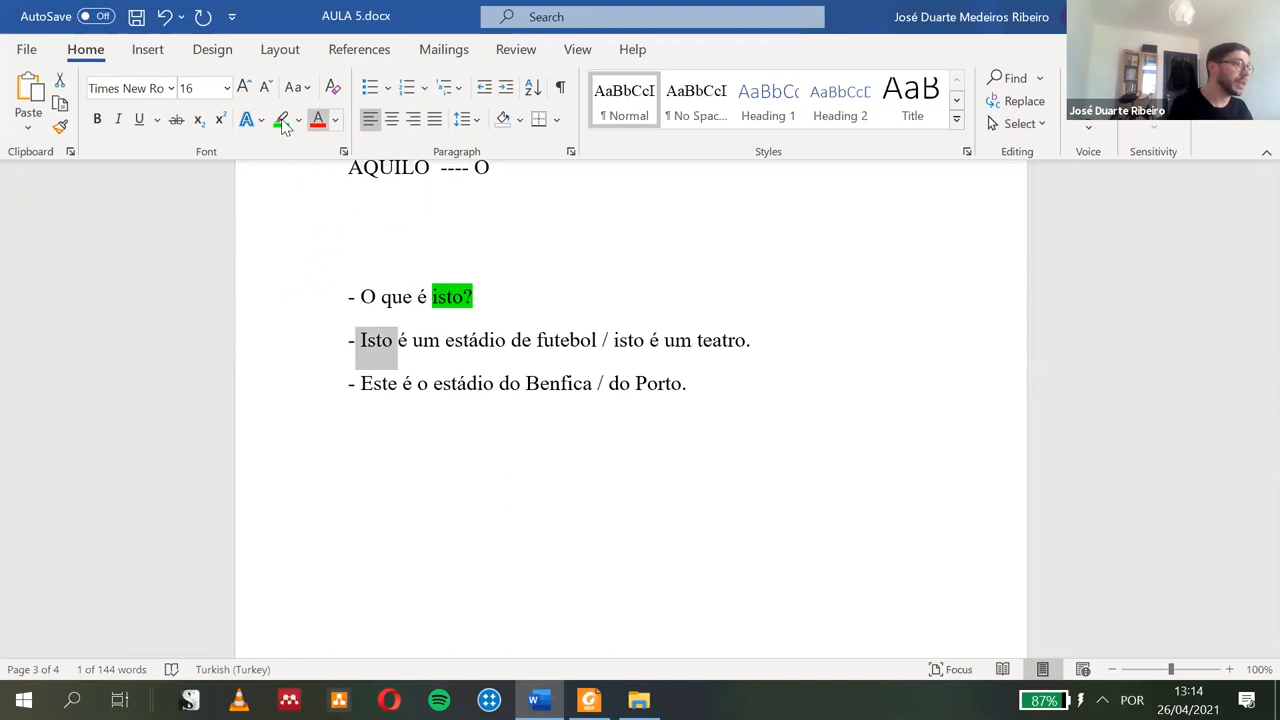 AutoSave Off AULA 5.docx Search José Duarte Medeiros Ribeiro
File Home Insert Design Layout References Mailings Review View Help
Times New Ro 16 Aa
Paste
AaBbCcI AaBbCcI AaBbCc AaBbCcD AaB
¶ Normal ¶ No Spac... Heading 1 Heading 2 Title
Find
Replace
Select
José Duarte Ribeiro
Clipboard Font Paragraph Styles Editing Voice Sensitivity
AQUILO ---- O
- O que é isto?
- Isto é um estádio de futebol / isto é um teatro.
- Este é o estádio do Benfica / do Porto.
Page 3 of 4 1 of 144 words Turkish (Turkey) Focus 100%
87% POR 13:14
26/04/2021